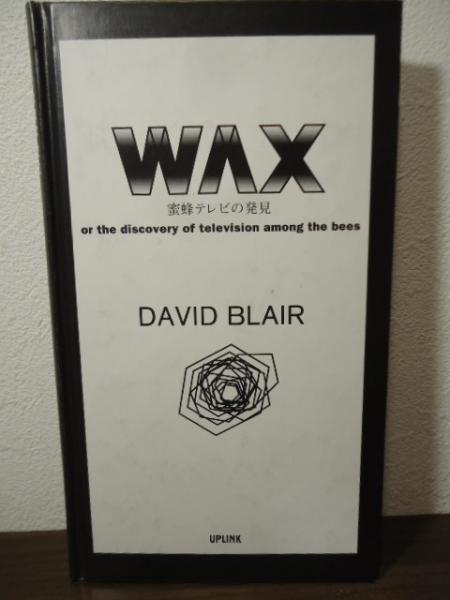 WAX
蜜蜂テレビの発見
or the discovery of television among the bees
DAVID BLAIR
UPLINK